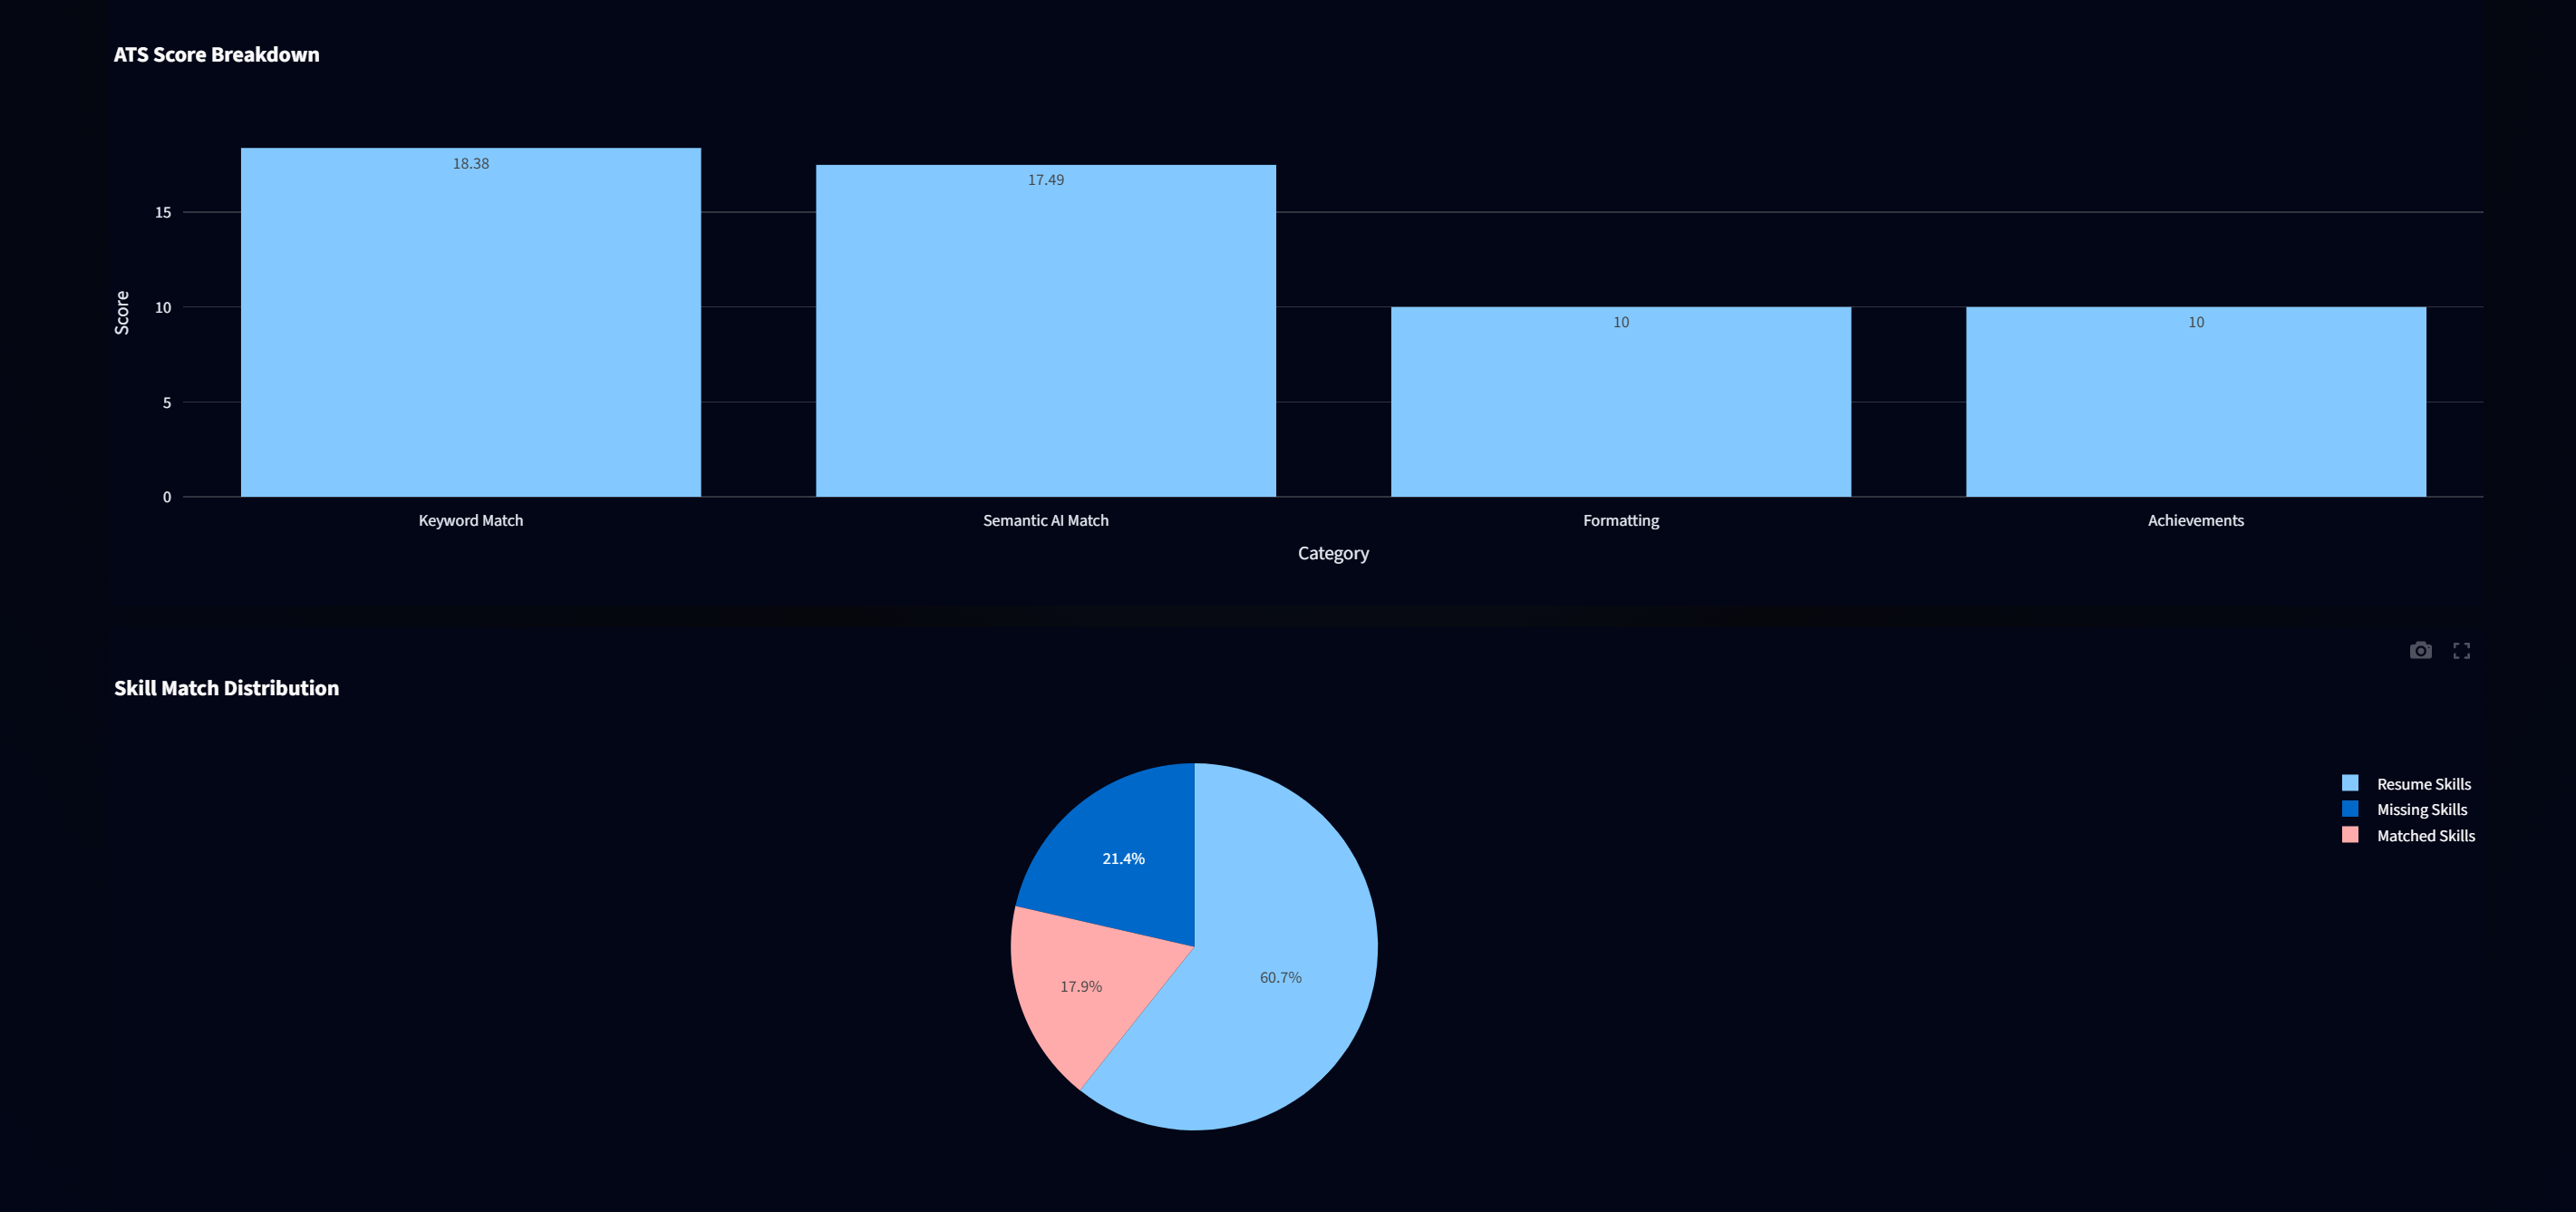 ATS Score Breakdown
18.38
17.49
15
Score
10
10
10
5
0
Keyword Match
Semantic AI Match
Formatting
Achievements
Category
Skill Match Distribution
Resume Skills
Missing Skills
Matched Skills
21.4%
60.7%
17.9%